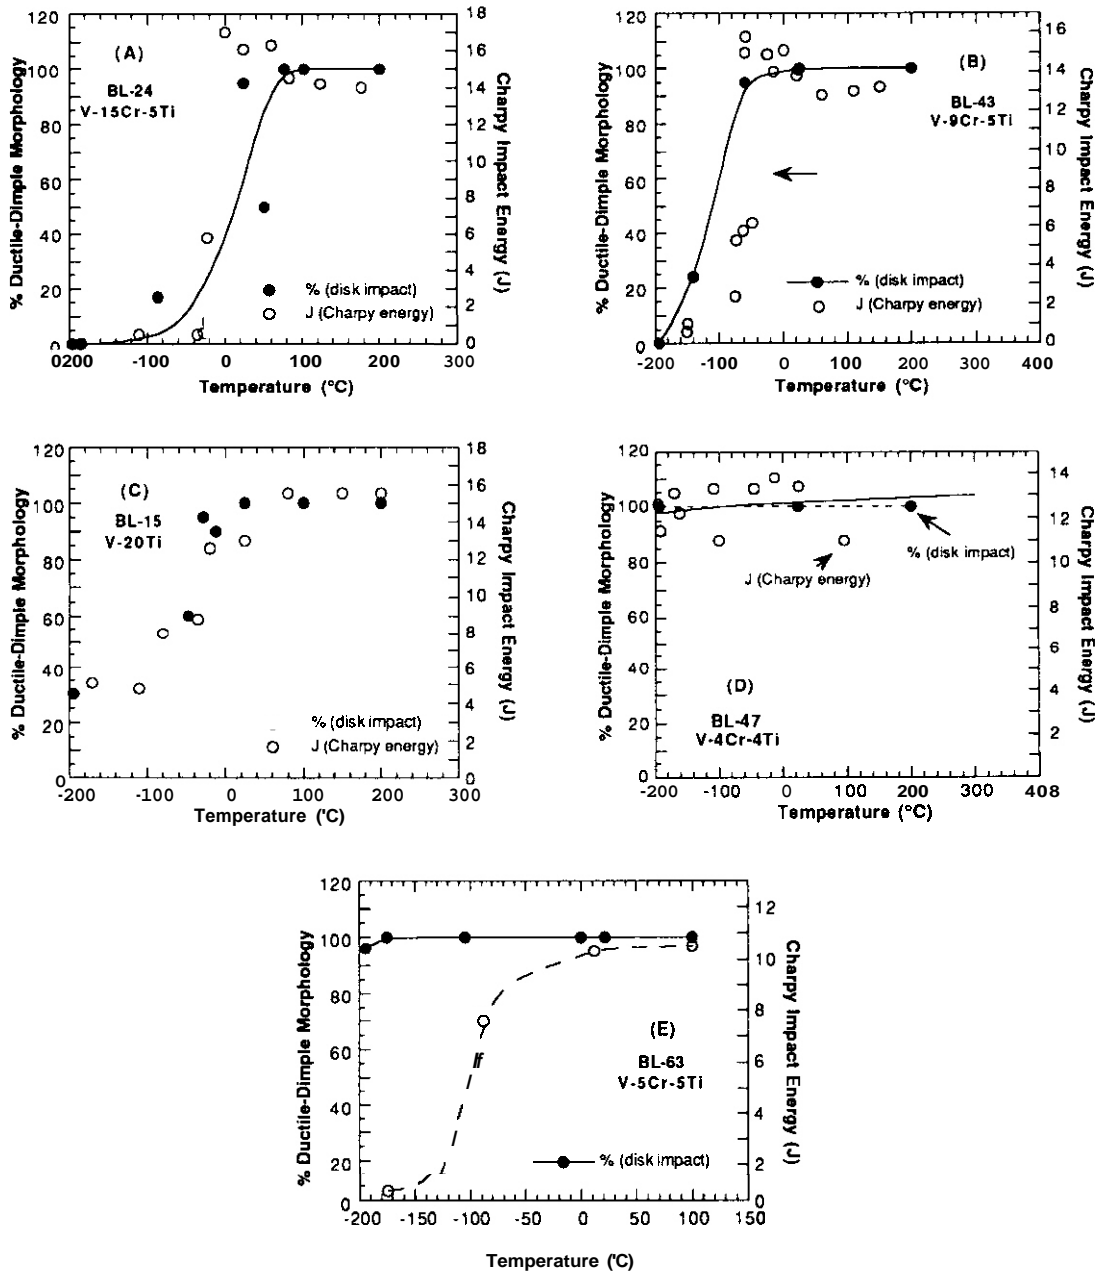 120
100
80
60
40
20
0
% Ductile-Dimple Morphology
(A)
BL-24
V-15Cr-5Ti
% (disk impact)
J (Charpy energy)
18
16
14
12
10
8
6
4
2
0
Charpy Impact Energy (J)
0200 -100 0 100 200 300
Temperature (°C)
120
100
80
60
40
20
0
% Ductile-Dimple Morphology
(B)
BL-43
V-9Cr-5Ti
% (disk impact)
J (Charpy energy)
16
14
12
10
8
6
4
2
0
Charpy Impact Energy (J)
-200 -100 0 100 200 300
Temperature (°C)
120
100
80
60
40
20
0
% Ductile-Dimple Morphology
(C)
BL-15
V-20Ti
% (disk impact)
J (Charpy energy)
18
16
14
12
10
8
6
4
2
0
Charpy Impact Energy (J)
-200 -100 0 100 200 300
Temperature ('C)
120
100
80
60
40
20
0
% Ductile-Dimple Morphology
% (disk impact)
J (Charpy energy)
(D)
BL-47
V-4Cr-4Ti
14
12
10
8
6
4
2
Charpy Impact Energy (J)
-200 -100 0 100 200 300 408
Temperature (°C)
120
100
80
60
40
20
0
% Ductile-Dimple Morphology
(E)
BL-63
V-5Cr-5Ti
% (disk impact)
12
10
8
6
4
2
0
Charpy Impact Energy (J)
-200 -150 -100 -50 0 50 100 150
Temperature ('C)